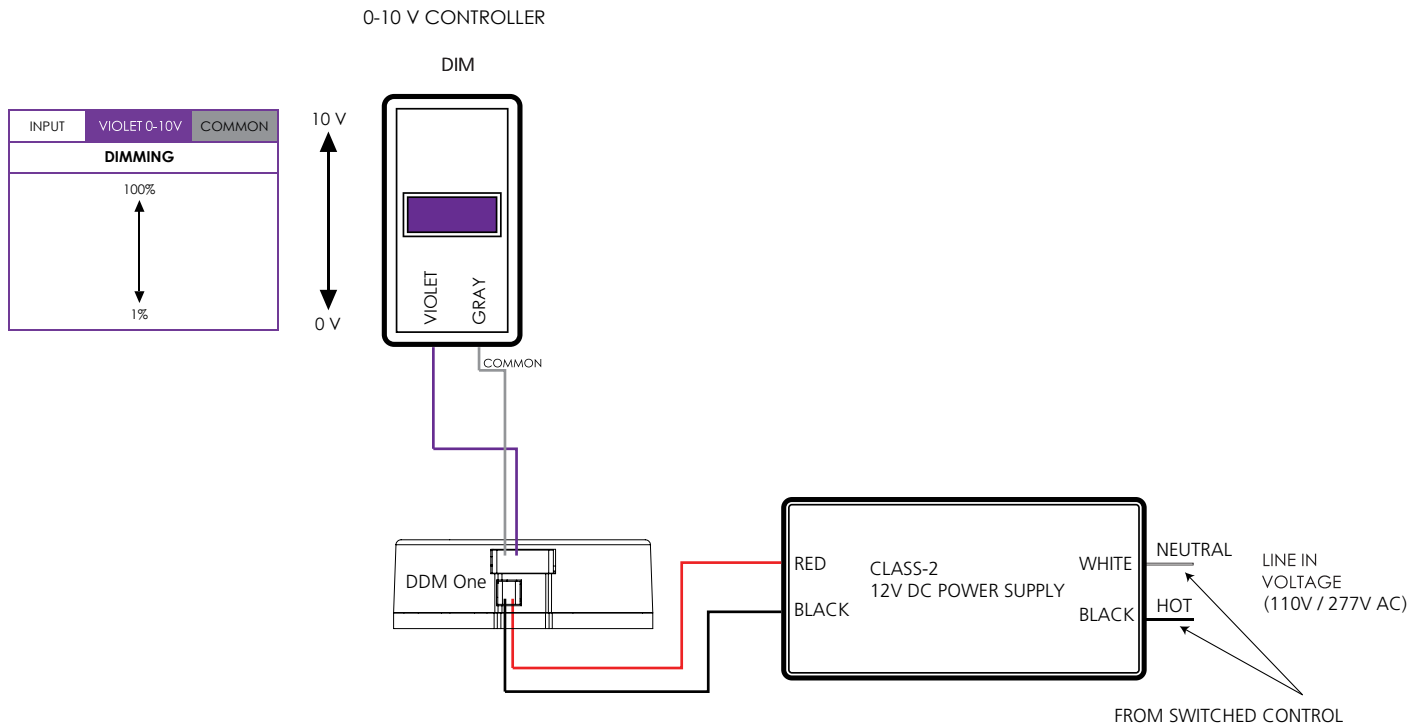 0-10 V CONTROLLER
DIM
INPUT VIOLET 0-10V COMMON
DIMMING
100%
1%
10 V
0 V
VIOLET
GRAY
COMMON
DDM One
RED
BLACK
CLASS-2
12V DC POWER SUPPLY
WHITE
BLACK
NEUTRAL
HOT
LINE IN
VOLTAGE
(110V / 277V AC)
FROM SWITCHED CONTROL